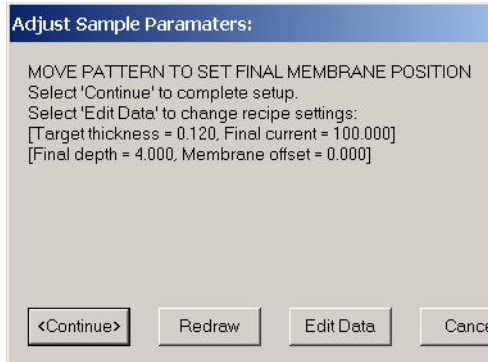 Adjust Sample Paramaters:
MOVE PATTERN TO SET FINAL MEMBRANE POSITION
Select 'Continue' to complete setup.
Select 'Edit Data' to change recipe settings:
[Target thickness = 0.120, Final current = 100.000]
[Final depth = 4.000, Membrane offset = 0.000]
<Continue> Redraw Edit Data Cance